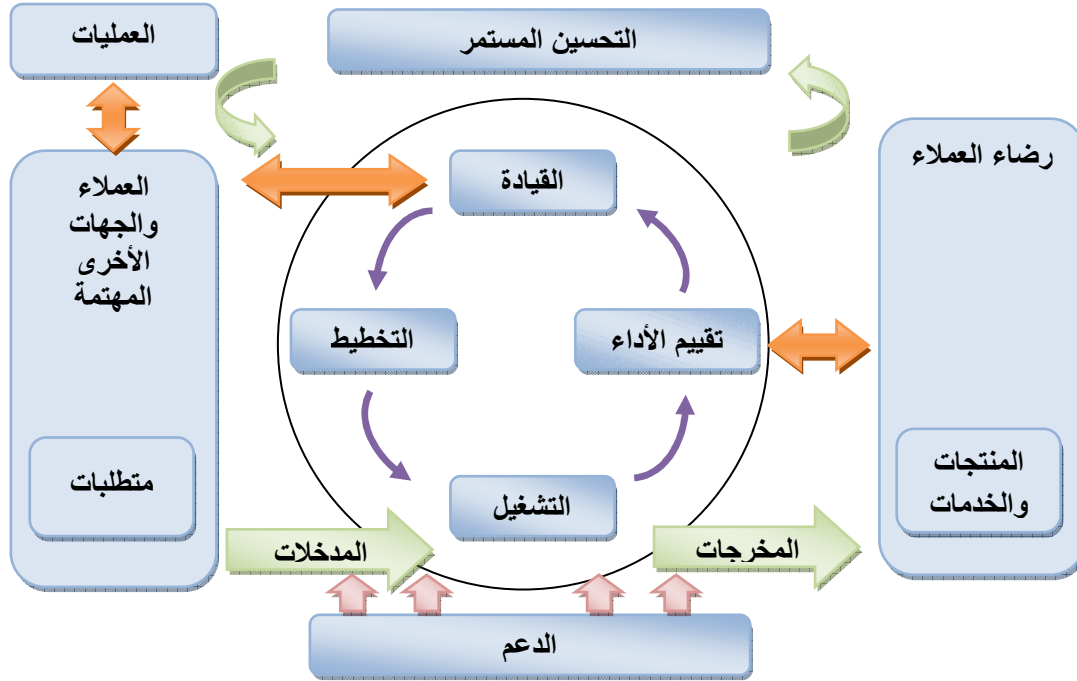 العمليات
التحسين المستمر
العملاء
والجهات
الأخرى
المهتمة
القيادة
رضاء العملاء
التخطيط
تقييم الأداء
متطلبات
المنتجات
والخدمات
التشغيل
المدخلات
المخرجات
الدعم